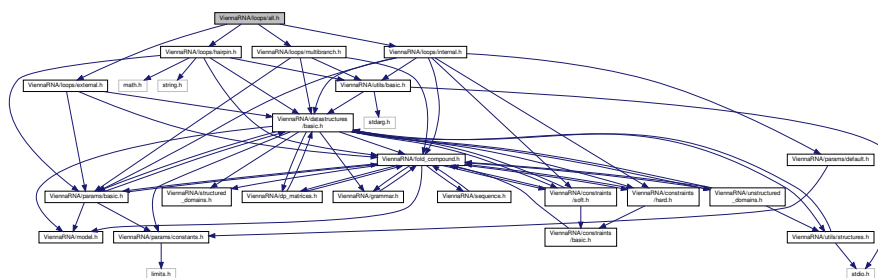 ViennaRNA/loops/all.h
ViennaRNA/loops/hairpin.h
ViennaRNA/loops/multibranch.h
ViennaRNA/loops/internal.h
ViennaRNA/loops/external.h
math.h
string.h
ViennaRNA/utils/basic.h
ViennaRNA/datastructures
/basic.h
stdarg.h
ViennaRNA/fold_compound.h
ViennaRNA/params/default.h
ViennaRNA/params/basic.h
ViennaRNA/structured
_domains.h
ViennaRNA/dp_matrices.h
ViennaRNA/grammar.h
ViennaRNA/sequence.h
ViennaRNA/constraints
/soft.h
ViennaRNA/constraints
/hard.h
ViennaRNA/unstructured
_domains.h
ViennaRNA/model.h
ViennaRNA/params/constants.h
ViennaRNA/constraints
/basic.h
ViennaRNA/utils/structures.h
limits.h
stdio.h